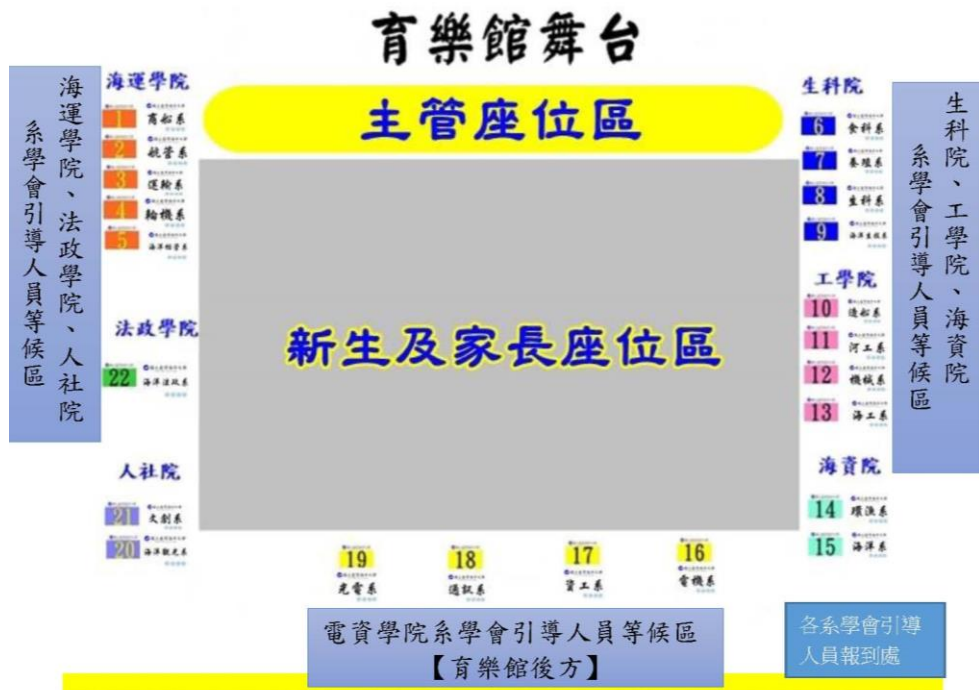 育樂館舞台
主管座位區
新生及家長座位區
海運學院、法政學院、人社院
系學會引導人員等候區
海運學院
1 商船系
2 航管系
3 運輸系
4 輪機系
5 海洋經管系
法政學院
22 海洋法政系
人社院
21 文創系
20 海洋觀光系
生科院
6 食科系
7 養殖系
8 生科系
9 海洋生技系
工學院
10 造船系
11 河工系
12 機械系
13 海工系
海資院
14 環漁系
15 海洋系
生科院、工學院、海資院
系學會引導人員等候區
19 18 17 16
光電系 通訊系 資工系 電機系
電資學院系學會引導人員等候區
【育樂館後方】
各系學會引導
人員報到處